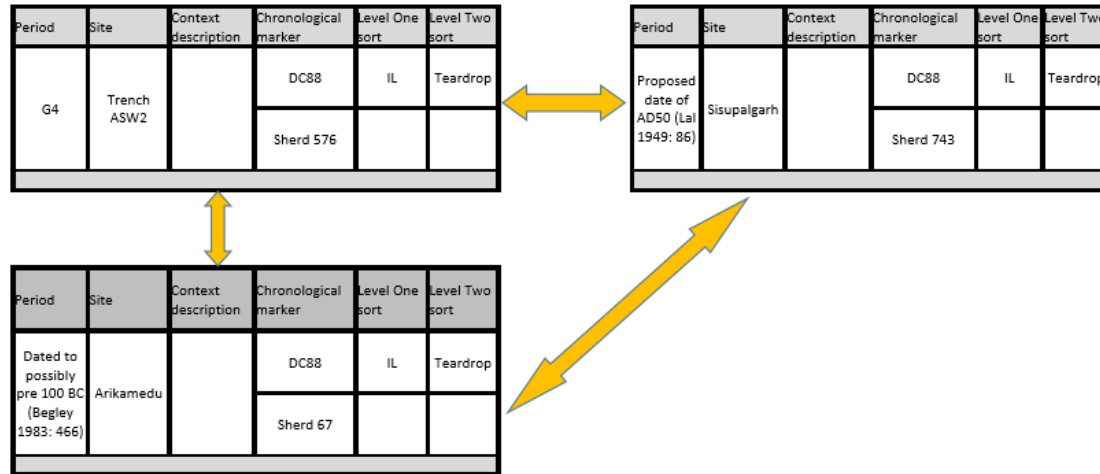 Period Site Context description Chronological marker Level One sort Level Two sort
G4 Trench ASW2 DC88 IL Teardrop
Sherd 576
Period Site Context description Chronological marker Level One sort Level Two sort
Proposed date of AD50 (Lal 1949: 86) Sisupalgarh DC88 IL Teardrop
Sherd 743
Period Site Context description Chronological marker Level One sort Level Two sort
Dated to possibly pre 100 BC (Begley 1983: 466) Arikamedu DC88 IL Teardrop
Sherd 67